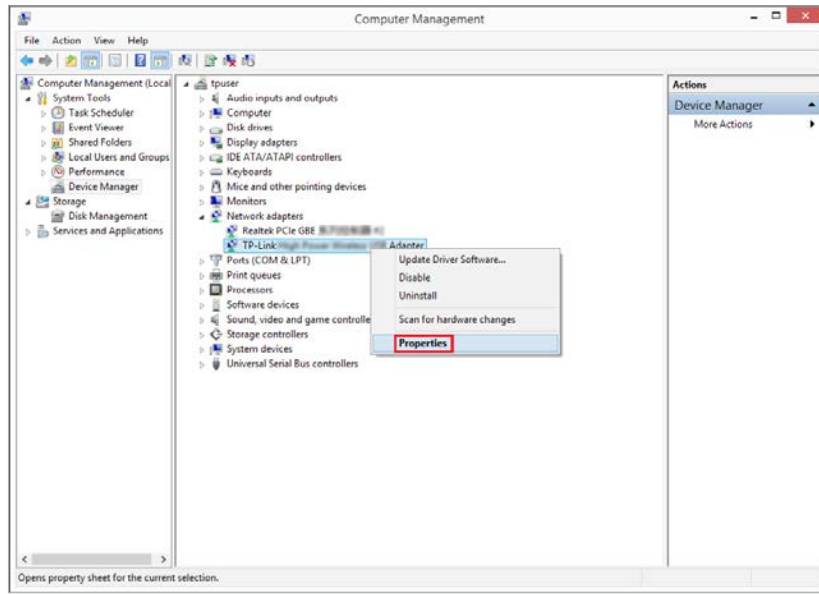 Computer Management
File Action View Help
Computer Management (Local
System Tools
Task Scheduler
Event Viewer
Shared Folders
Local Users and Groups
Performance
Device Manager
Storage
Disk Management
Services and Applications
tpuser
Audio inputs and outputs
Computer
Disk drives
Display adapters
IDE ATA/ATAPI controllers
Keyboards
Mice and other pointing devices
Monitors
Network adapters
Realtek PCIe GBE
TP-Link Adapter
Ports (COM & LPT)
Print queues
Processors
Software devices
Sound, video and game controlle
Storage controllers
System devices
Universal Serial Bus controllers
Update Driver Software...
Disable
Uninstall
Scan for hardware changes
Properties
Actions
Device Manager
More Actions
Opens property sheet for the current selection.